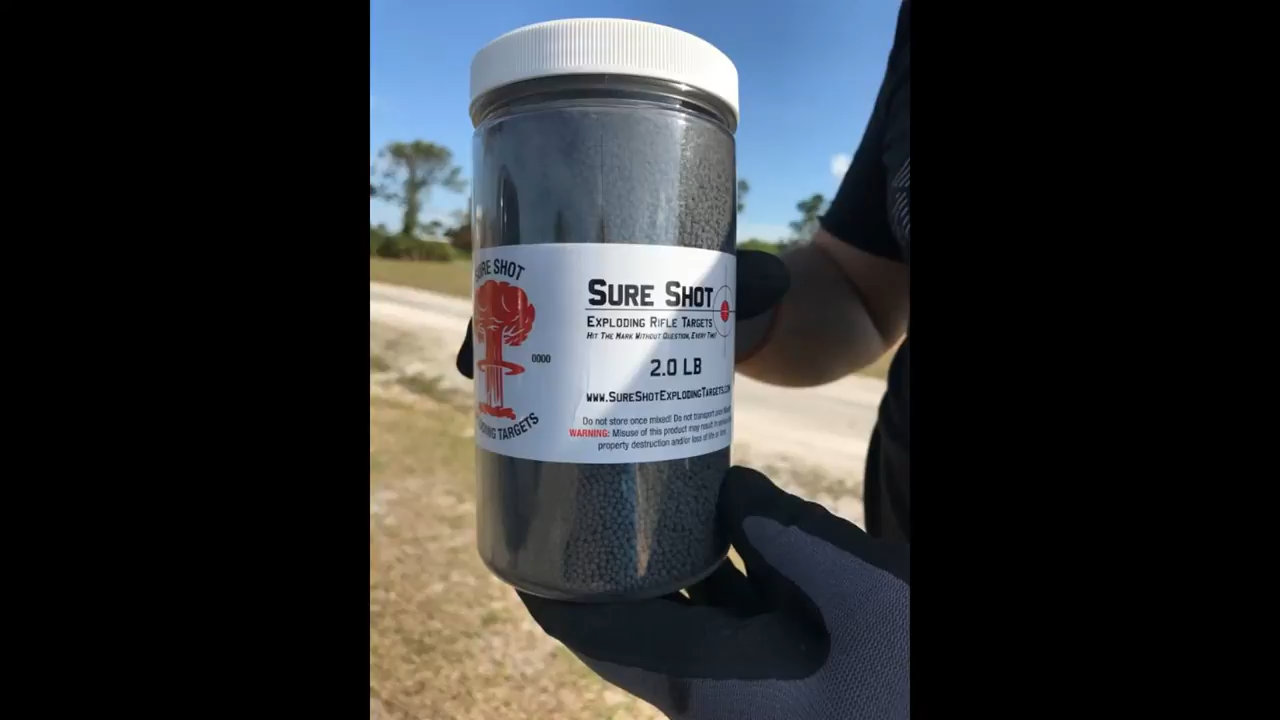 SURE SHOT
0000
TARGETS
SURE SHOT
EXPLODING RIFLE TARGETS
HIT THE MARK WITHOUT QUESTION, EVERY TIME
2.0 LB
WWW.SURESHOTEXPLODINGTARGETS.COM
Do not store once mixed! Do not transport once
WARNING: Misuse of this product may result in
property destruction and/or loss of life or limb.